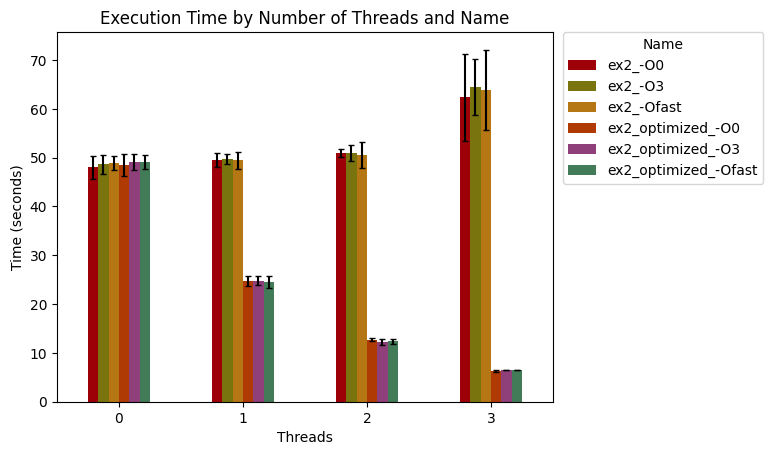 Execution Time by Number of Threads and Name
Time (seconds)
70
60
50
40
30
20
10
0
0 1 2 3
Threads
Name
ex2_-O0
ex2_-O3
ex2_-Ofast
ex2_optimized_-O0
ex2_optimized_-O3
ex2_optimized_-Ofast